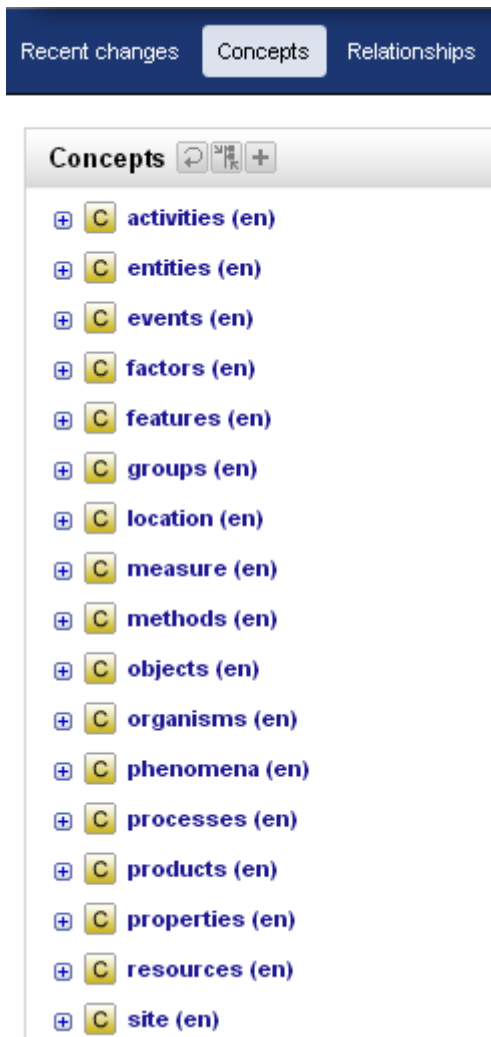 Recent changes Concepts Relationships
Concepts
C activities (en)
C entities (en)
C events (en)
C factors (en)
C features (en)
C groups (en)
C location (en)
C measure (en)
C methods (en)
C objects (en)
C organisms (en)
C phenomena (en)
C processes (en)
C products (en)
C properties (en)
C resources (en)
C site (en)